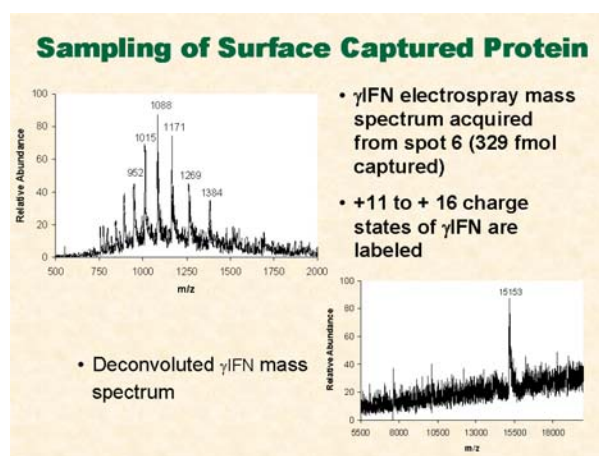 Sampling of Surface Captured Protein
100
80
60
40
20
0
Relative Abundance
952
1015
1088
1171
1269
1384
500 750 1000 1250 1500 1750 2000
m/z
• γIFN electrospray mass
spectrum acquired
from spot 6 (329 fmol
captured)
• +11 to + 16 charge
states of γIFN are
labeled
• Deconvoluted γIFN mass
spectrum
100
80
60
40
20
0
Relative Abundance
15153
5500 8000 10500 13000 15500 18000
m/z